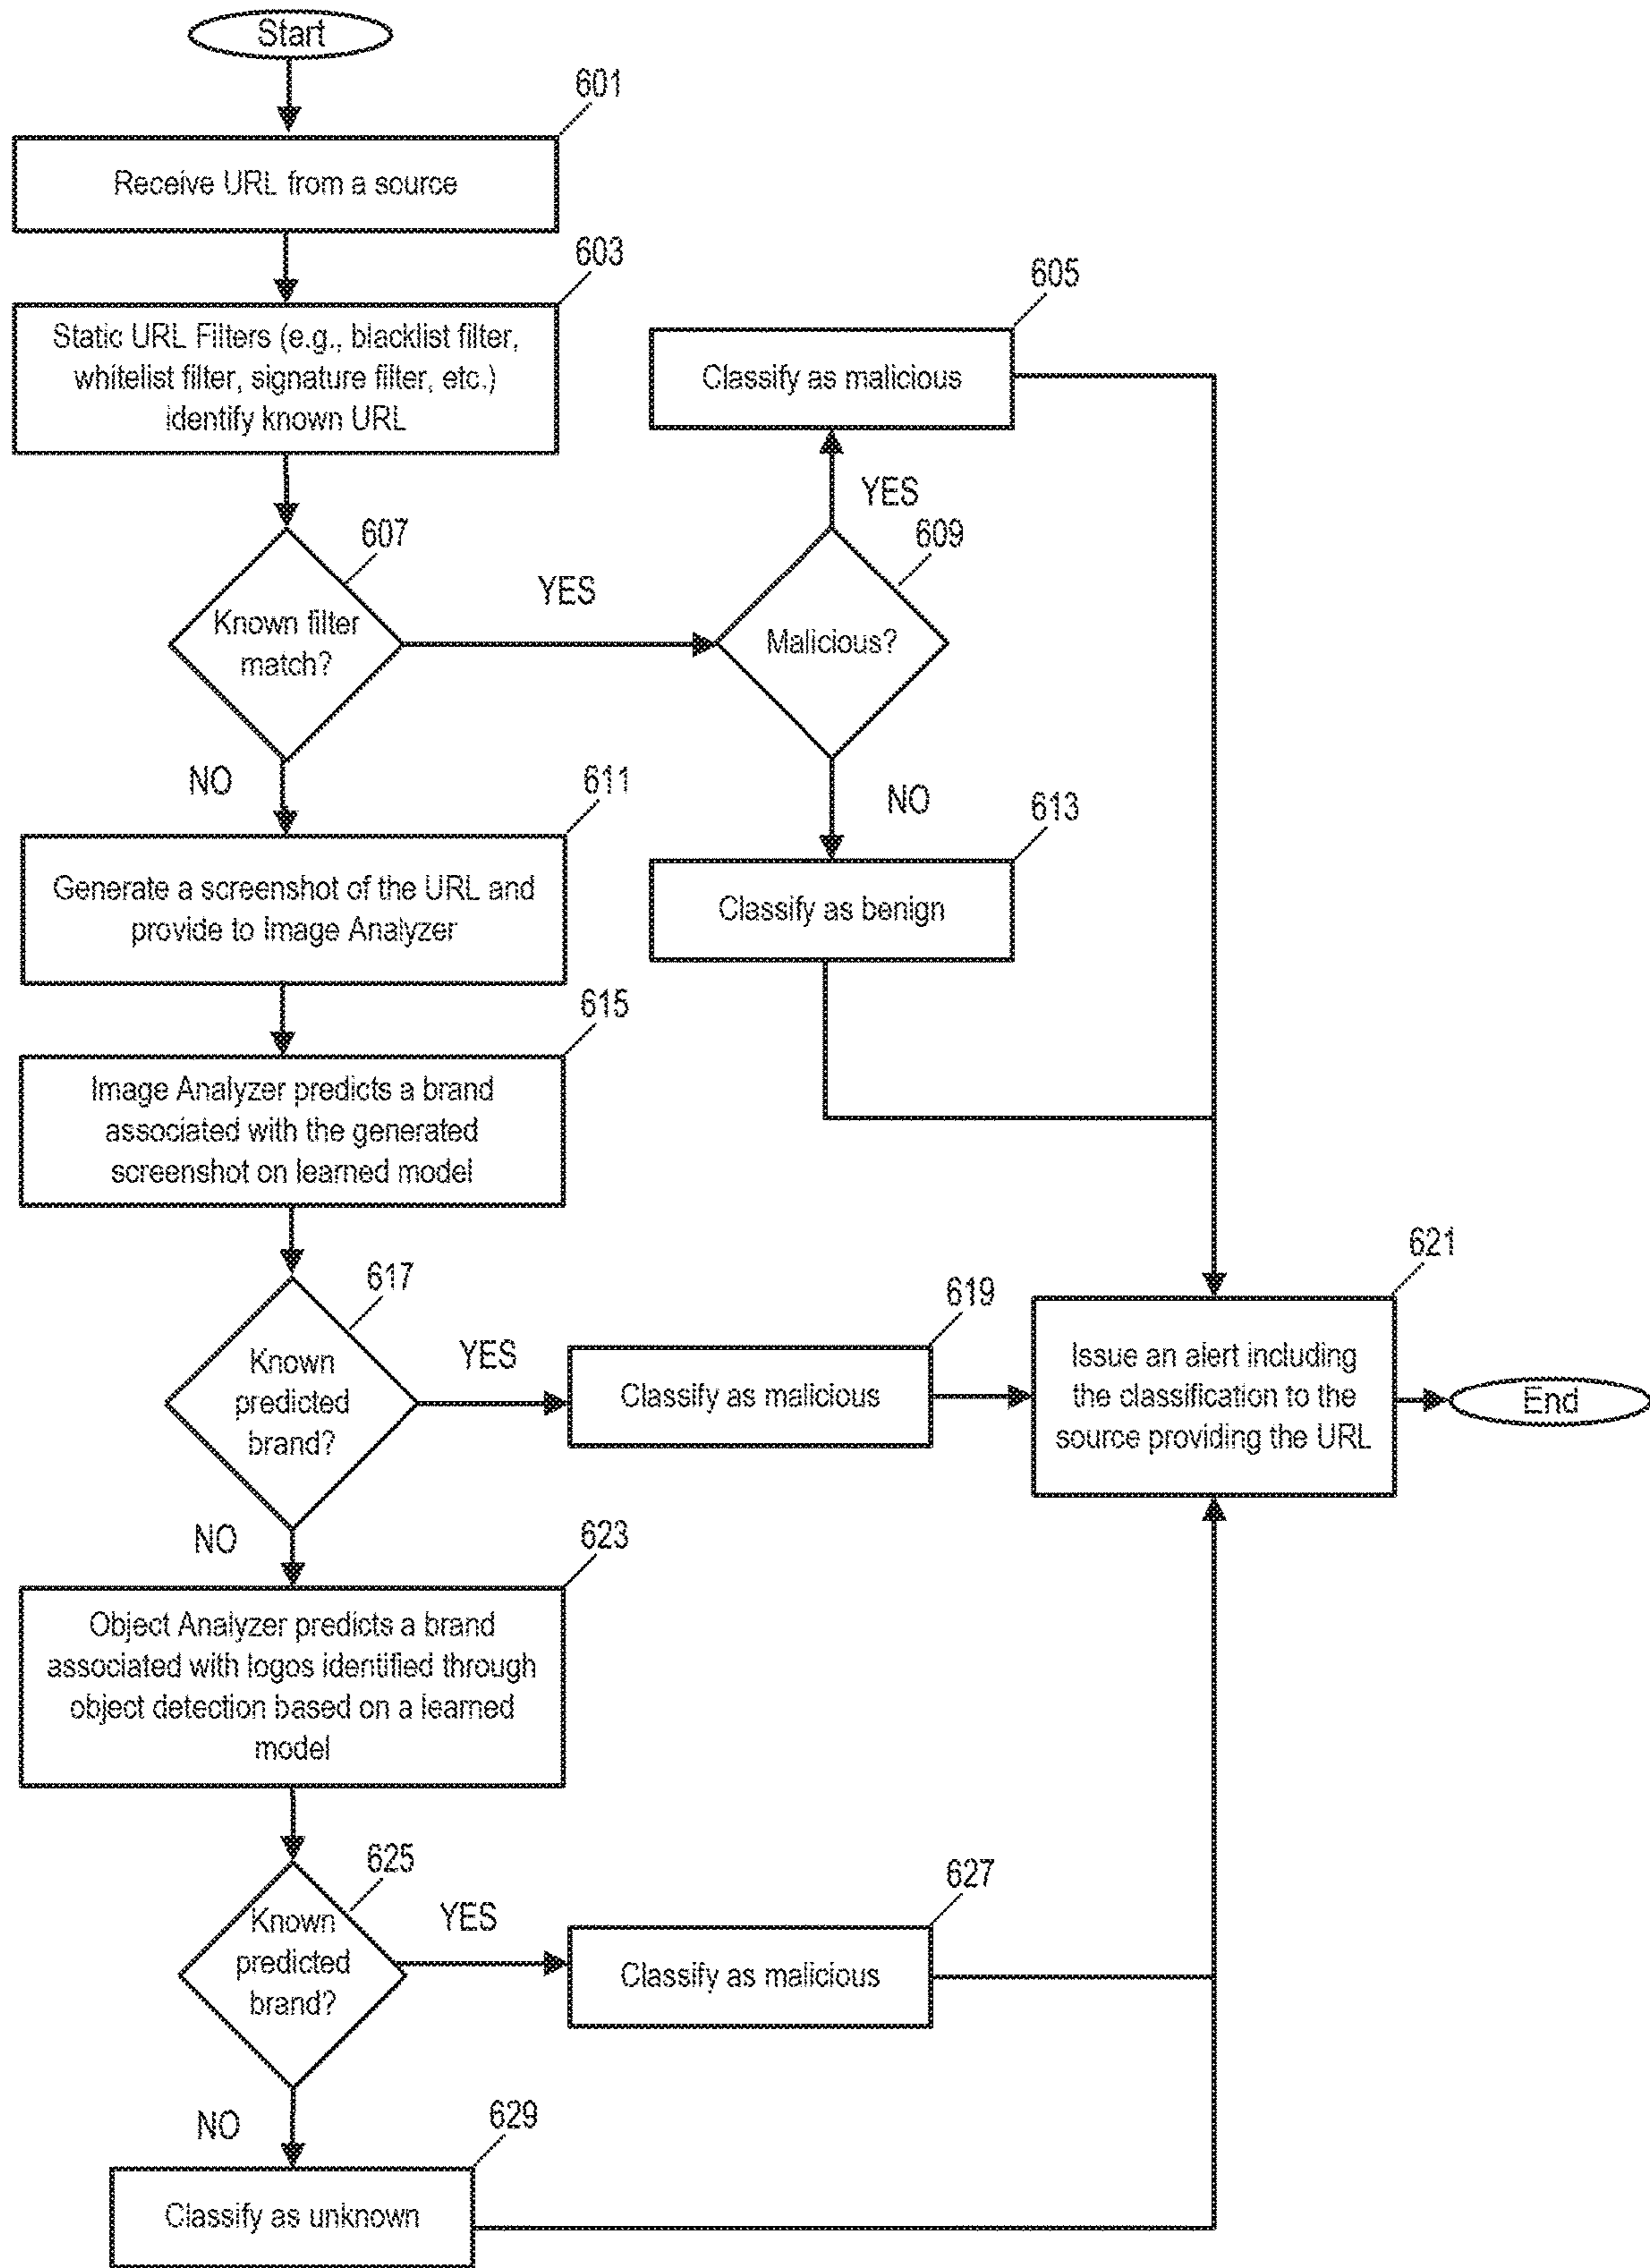 Start
601
Receive URL from a source
603
Static URL Filters (e.g., blacklist filter,
whitelist filter, signature filter, etc.)
identify known URL
605
Classify as malicious
YES
607
Known filter
match?
YES
609
Malicious?
NO
NO
611
Generate a screenshot of the URL and
provide to Image Analyzer
613
Classify as benign
615
Image Analyzer predicts a brand
associated with the generated
screenshot on learned model
617
Known
predicted
brand?
YES
619
Classify as malicious
621
Issue an alert including
the classification to the
source providing the URL
End
NO
623
Object Analyzer predicts a brand
associated with logos identified through
object detection based on a learned
model
625
Known
predicted
brand?
YES
627
Classify as malicious
NO
629
Classify as unknown